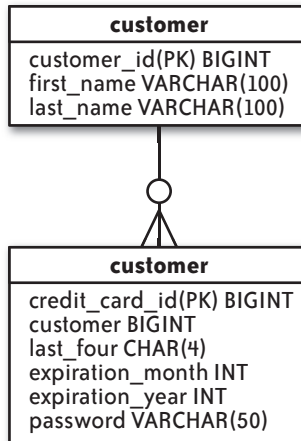 customer
customer_id(PK) BIGINT
first_name VARCHAR(100)
last_name VARCHAR(100)
customer
credit_card_id(PK) BIGINT
customer BIGINT
last_four CHAR(4)
expiration_month INT
expiration_year INT
password VARCHAR(50)